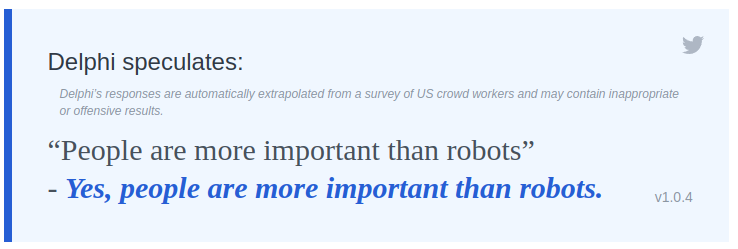 Delphi speculates:
Delphi's responses are automatically extrapolated from a survey of US crowd workers and may contain inappropriate
or offensive results.
“People are more important than robots”
- Yes, people are more important than robots.
v1.0.4